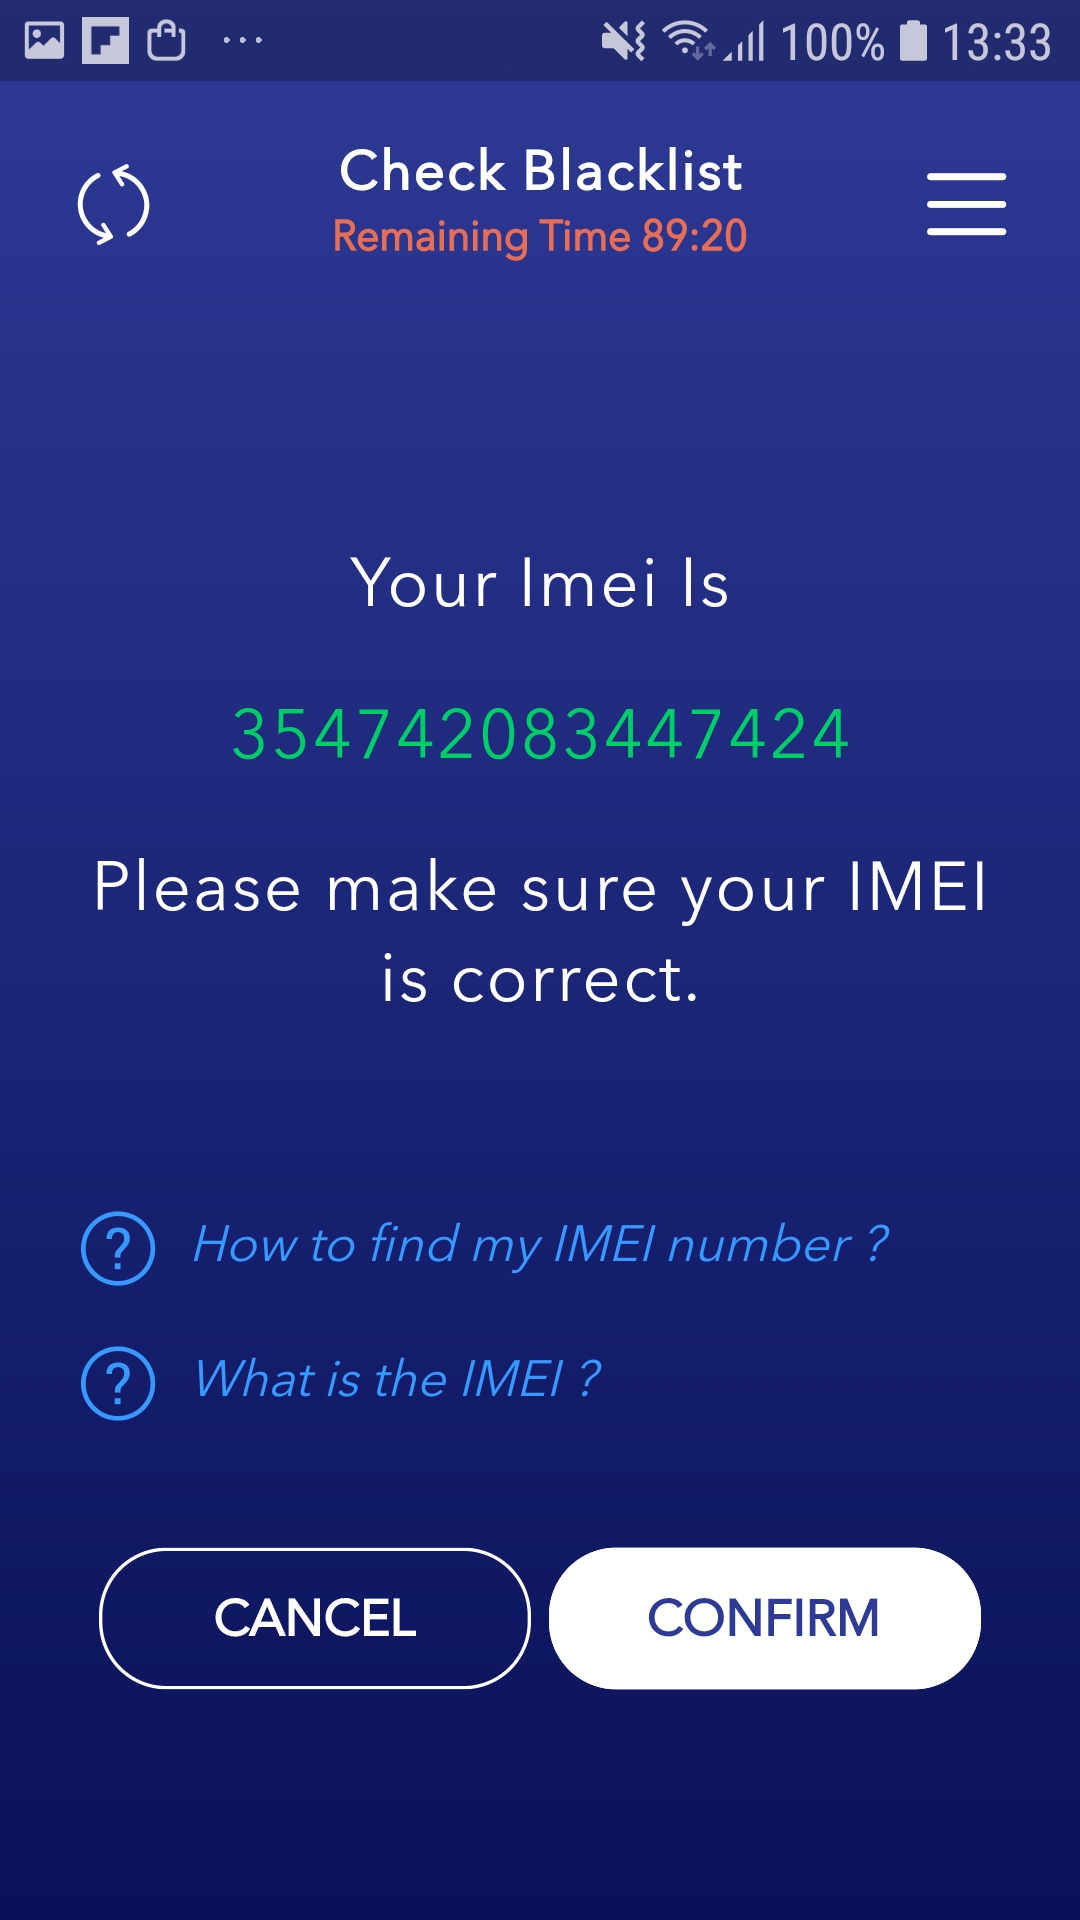 100% 13:33
Check Blacklist
Remaining Time 89:20
Your Imei Is
354742083447424
Please make sure your IMEI
is correct.
? How to find my IMEI number ?
? What is the IMEI ?
CANCEL CONFIRM